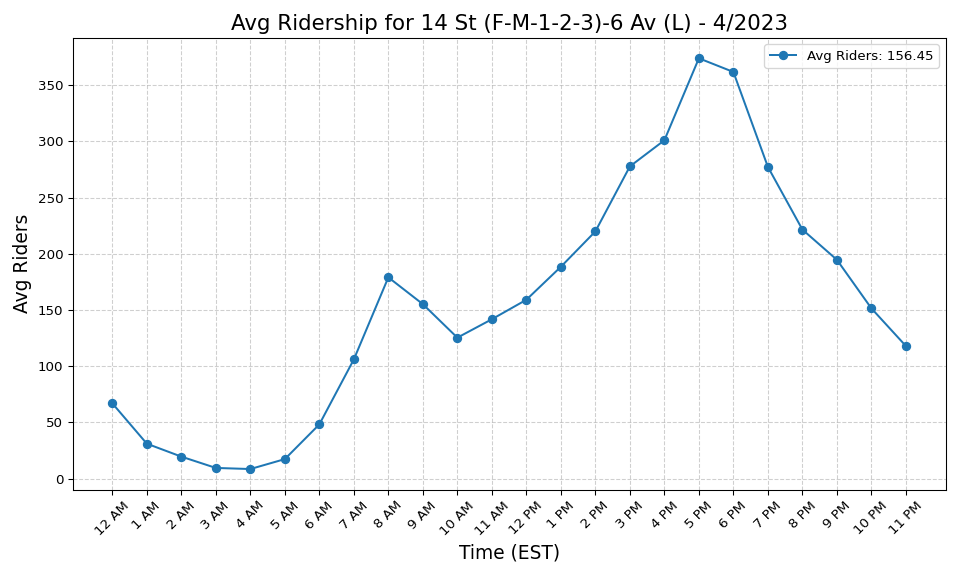 Avg Ridership for 14 St (F-M-1-2-3)-6 Av (L) - 4/2023
Avg Riders: 156.45
Avg Riders
350
300
250
200
150
100
50
0
12 AM
1 AM
2 AM
3 AM
4 AM
5 AM
6 AM
7 AM
8 AM
9 AM
10 AM
11 AM
12 PM
1 PM
2 PM
3 PM
4 PM
5 PM
6 PM
7 PM
8 PM
9 PM
10 PM
11 PM
Time (EST)